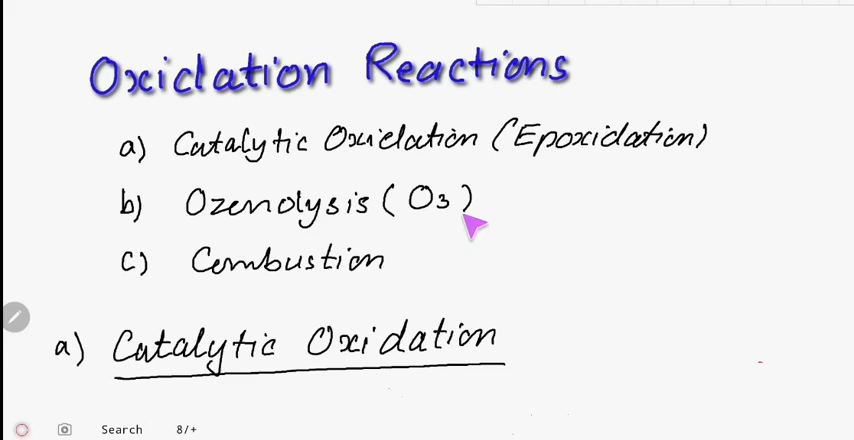 Oxidation Reactions
a) Catalytic Oxidation (Epoxidation)
b) Ozonolysis (O3)
c) Combustion
a) Catalytic Oxidation
Search 8/+